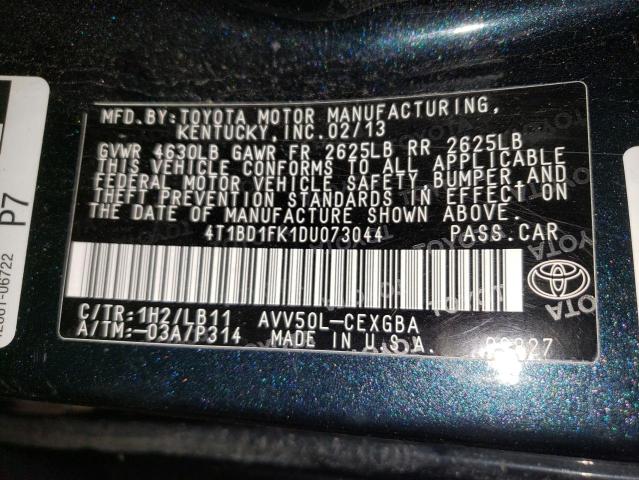 MFD.BY:TOYOTA MOTOR MANUFACTURING,
KENTUCKY,INC.02/13
GVWR 4630LB GAWR FR 2625LB RR 2625LB
THIS VEHICLE CONFORMS TO ALL APPLICABLE
FEDERAL MOTOR VEHICLE SAFETY,BUMPER,AND
THEFT PREVENTION STANDARDS IN EFFECT ON
THE DATE OF MANUFACTURE SHOWN ABOVE.
4T1BD1FK1DU073044 PASS.CAR
C/TR:1H2/LB11 AVV50L-CEXGBA
A/TM:-03A7P314 MADE IN U.S.A.
TOYOTA
P7